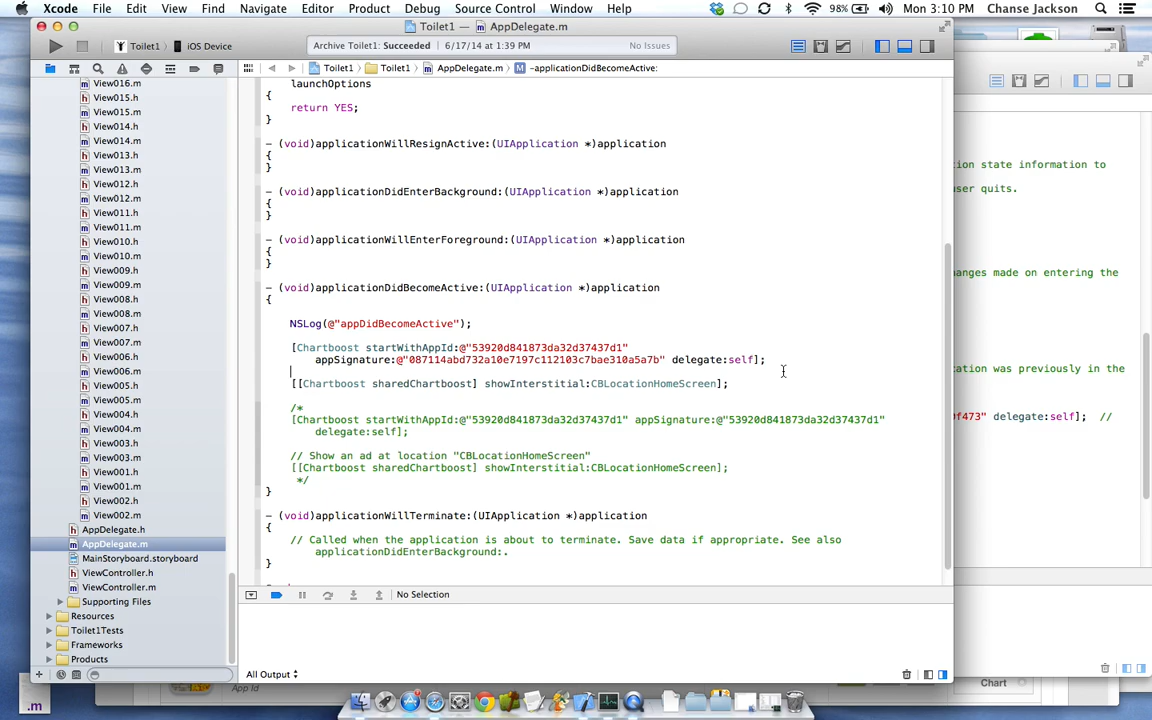 Xcode File Edit View Find Navigate Editor Product Debug Source Control Window Help 98% Mon 3:10 PM Chanse Jackson
Toilet1 — AppDelegate.m
Toilet1 iOS Device
Archive Toilet1: Succeeded 6/17/14 at 1:39 PM No Issues
Toilet1 Toilet1 AppDelegate.m M -applicationDidBecomeActive:
View016.m
View015.h
View015.m
View014.h
View014.m
View013.h
View013.m
View012.h
View012.m
View011.h
View011.m
View010.h
View010.m
View009.h
View009.m
View008.h
View008.m
View007.h
View007.m
View006.h
View006.m
View005.h
View005.m
View004.h
View004.m
View003.h
View003.m
View001.h
View001.m
View002.h
View002.m
AppDelegate.h
AppDelegate.m
MainStoryboard.storyboard
ViewController.h
ViewController.m
Supporting Files
Resources
Toilet1Tests
Frameworks
Products
launchOptions
{
return YES;
}
- (void)applicationWillResignActive:(UIApplication *)application
{
}
- (void)applicationDidEnterBackground:(UIApplication *)application
{
}
- (void)applicationWillEnterForeground:(UIApplication *)application
{
}
- (void)applicationDidBecomeActive:(UIApplication *)application
{
NSLog(@"appDidBecomeActive");
[Chartboost startWithAppId:@"53920d841873da32d37437d1"
appSignature:@"087114abd732a10e7197c112103c7bae310a5a7b" delegate:self];
[[Chartboost sharedChartboost] showInterstitial:CBLocationHomeScreen];
/*
[Chartboost startWithAppId:@"53920d841873da32d37437d1" appSignature:@"53920d841873da32d37437d1"
delegate:self];
// Show an ad at location "CBLocationHomeScreen"
[[Chartboost sharedChartboost] showInterstitial:CBLocationHomeScreen];
*/
}
- (void)applicationWillTerminate:(UIApplication *)application
{
// Called when the application is about to terminate. Save data if appropriate. See also
applicationDidEnterBackground:.
}
No Selection
All Output
ion state information to
user quits.
anges made on entering the
cation was previously in the
0f473" delegate:self]; //
App Id
Chart
.m